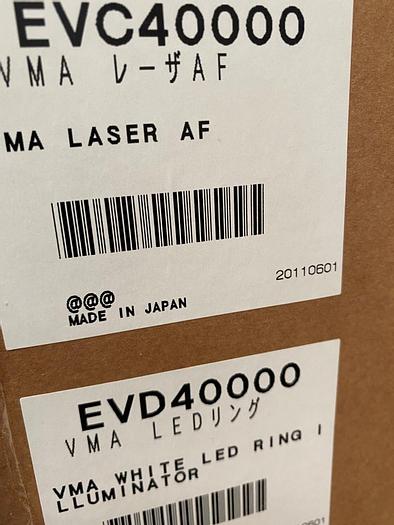 EVC40000
VMA レーザAF
MA LASER AF
20110601
@@@
MADE IN JAPAN
EVD40000
VMA LEDリング
VMA WHITE LED RING I
LLUMINATOR